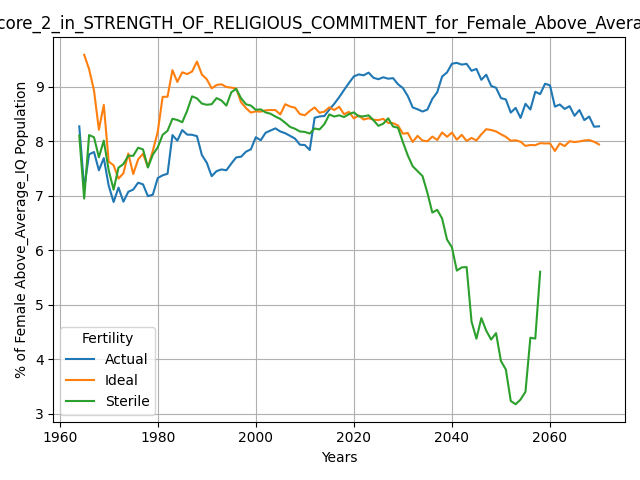 core_2_in_STRENGTH_OF_RELIGIOUS_COMMITMENT_for_Female_Above_Avera
% of Female Above_Average_IQ Population
9
8
7
6
5
4
3
Fertility
Actual
Ideal
Sterile
1960 1980 2000 2020 2040 2060
Years